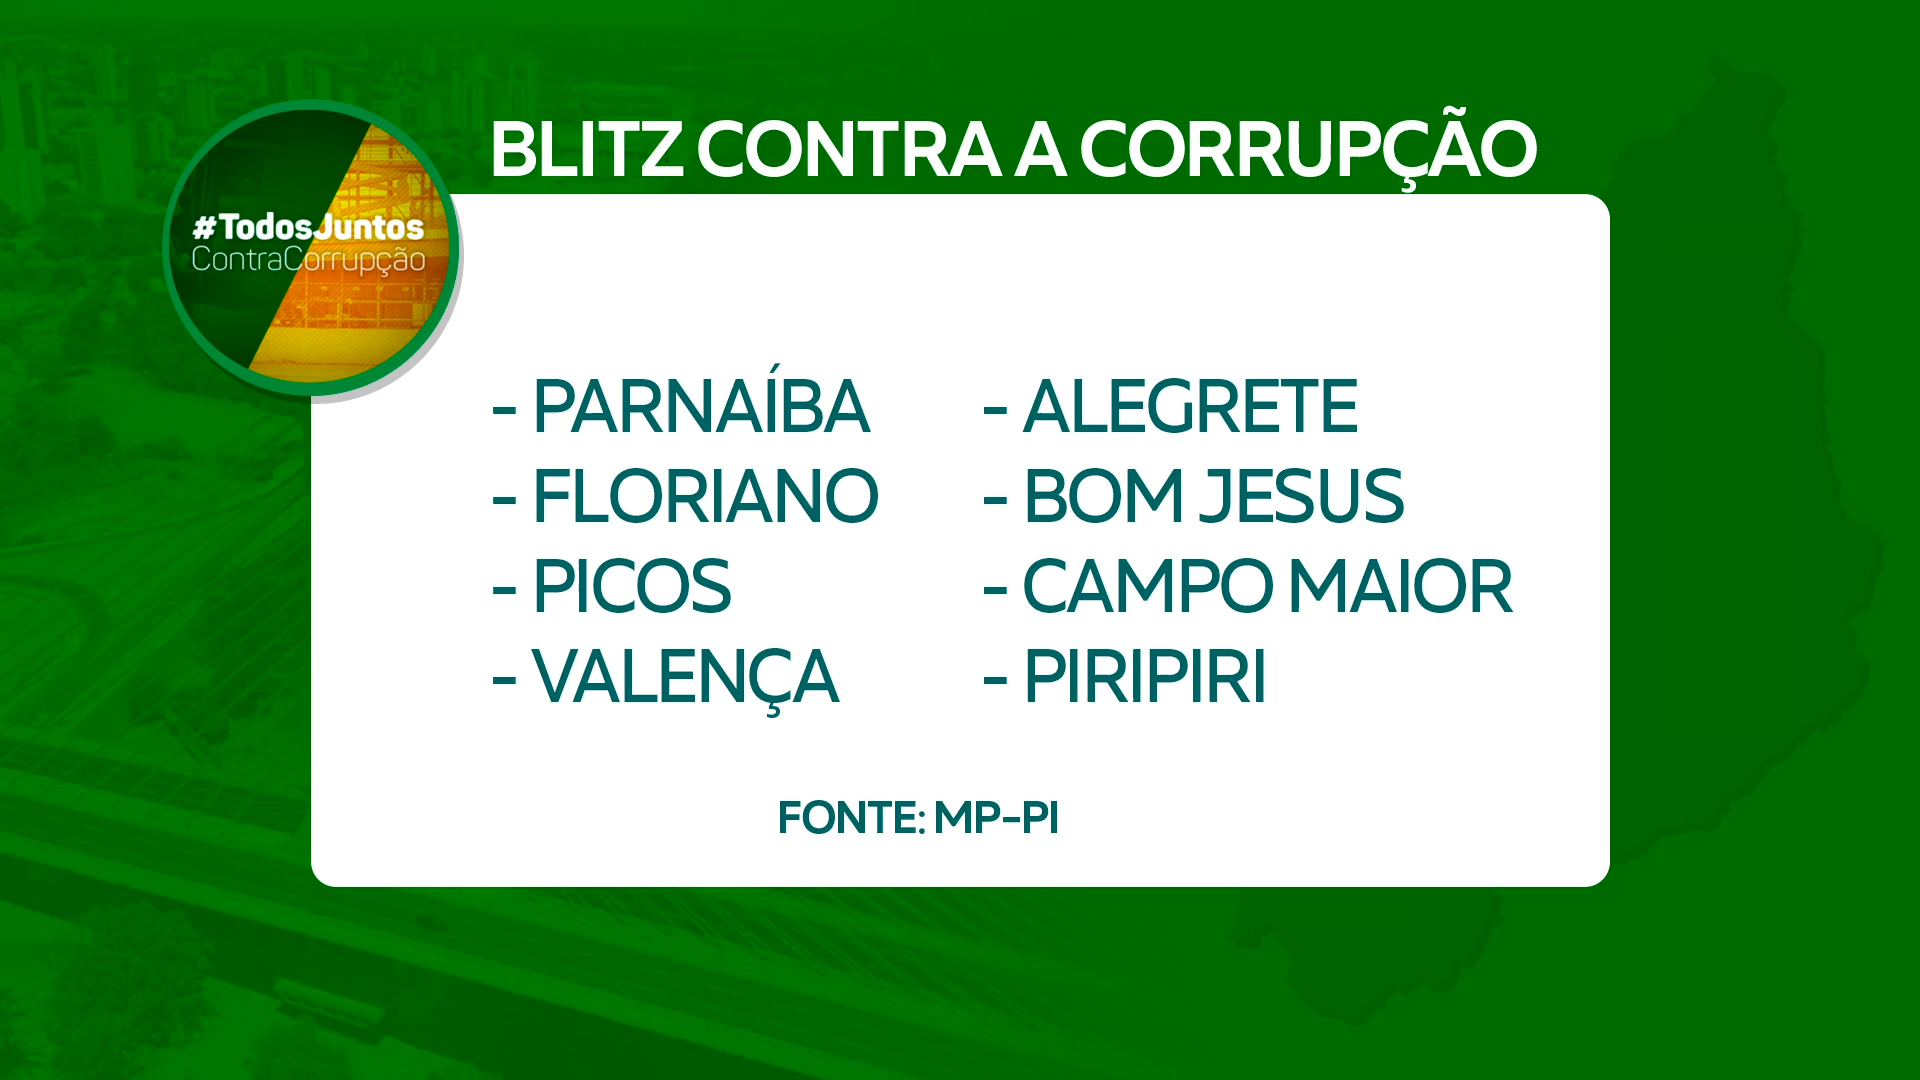 BLITZ CONTRA A CORRUPÇÃO
#TodosJuntos
ContraCorrupção
- PARNAÍBA
- FLORIANO
- PICOS
- VALENÇA
- ALEGRETE
- BOM JESUS
- CAMPO MAIOR
- PIRIPIRI
FONTE: MP-PI